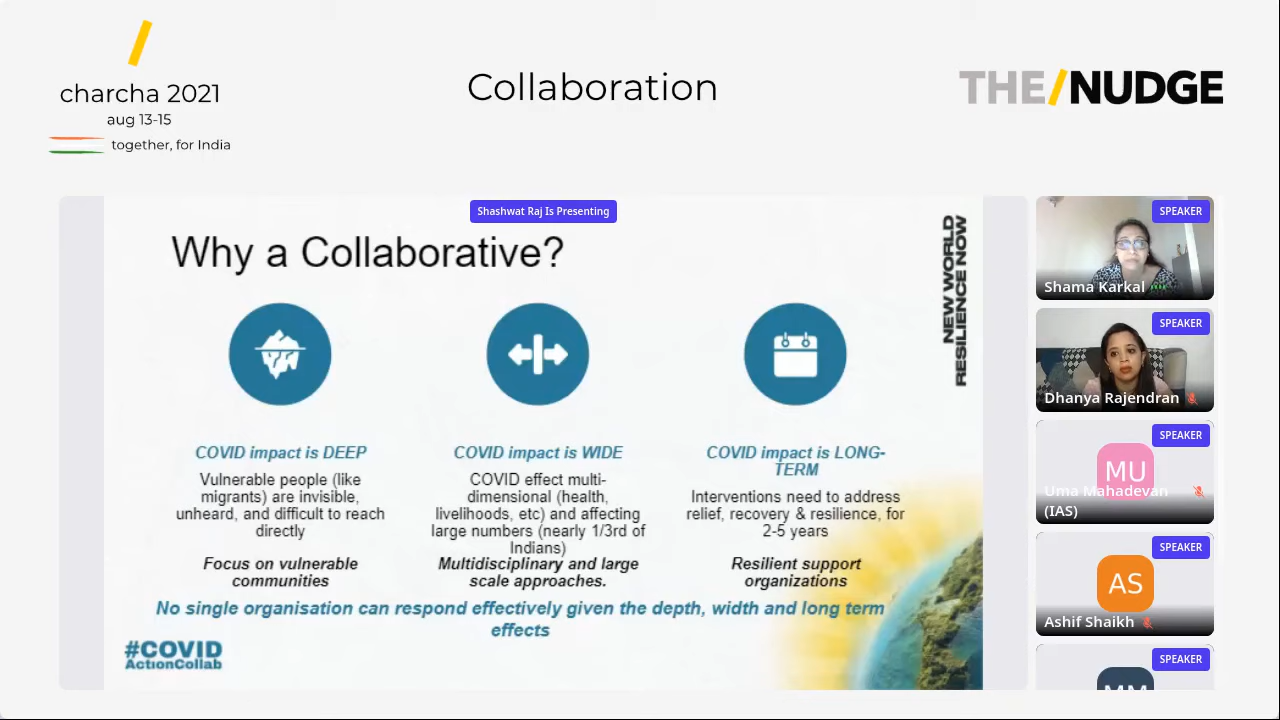 charcha 2021
aug 13-15
together, for India
Collaboration
THE/NUDGE
Shashwat Raj Is Presenting
Why a Collaborative?
NEW WORLD
RESILIENCE NOW
COVID impact is DEEP
Vulnerable people (like
migrants) are invisible,
unheard, and difficult to reach
directly
Focus on vulnerable
communities
COVID impact is WIDE
COVID effect multi-
dimensional (health,
livelihoods, etc) and affecting
large numbers (nearly 1/3rd of
Indians)
Multidisciplinary and large
scale approaches.
COVID impact is LONG-
TERM
Interventions need to address
relief, recovery & resilience, for
2-5 years
Resilient support
organizations
No single organisation can respond effectively given the depth, width and long term
effects
#COVID
ActionCollab
SPEAKER
Shama Karkal
SPEAKER
Dhanya Rajendran
SPEAKER
MU
Uma Mahadevan
(IAS)
SPEAKER
AS
Ashif Shaikh
SPEAKER
MM